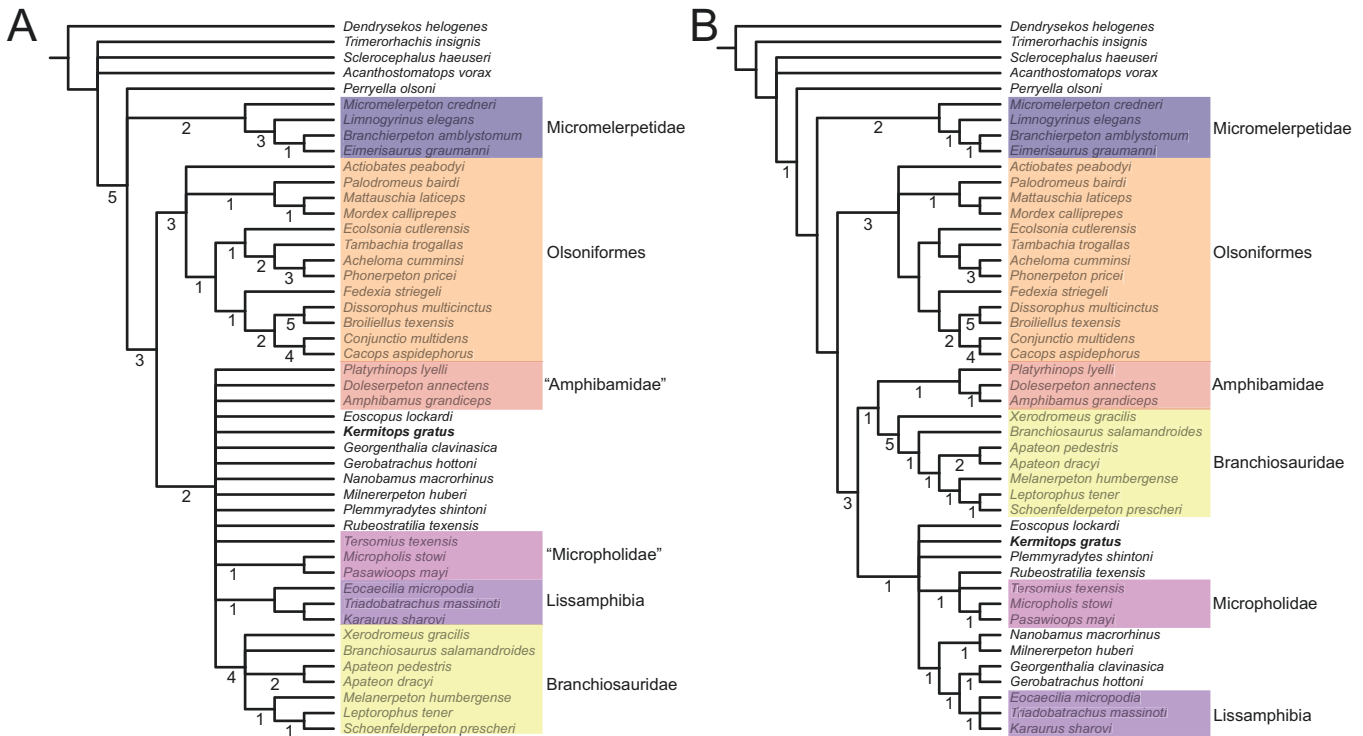 A
Dendrysekos helogenes
Trimerorhachis insignis
Sclerocephalus haeuseri
Acanthostomatops vorax
Perryella olsoni
Micromelerpeton credneri
2
Limnogyrinus elegans
Micromelerpetidae
3
Branchierpeton amblystomum
1
Eimerisaurus graumanni
Actiobates peabodyi
Palodromeus bairdi
5
1
Mattauschia laticeps
3
1
Mordex calliprepes
Ecolsonia cutlerensis
1
Tambachia trogallas
Olsoniformes
2
Acheloma cumminsi
3
Phonerpeton pricei
1
Fedexia striegeli
Dissorophus multicinctus
1
5
Broiliellus texensis
2
Conjunctio multidens
3
4
Cacops aspidephorus
Platyrhinops lyelli
Doleserpeton annectens
“Amphibamidae”
Amphibamus grandiceps
Eoscopus lockardi
Kermitops gratus
Georgenthalia clavinasica
Gerobatrachus hottoni
Nanobamus macrorhinus
2
Milnererpeton huberi
Plemmyradytes shintoni
Rubeostratilia texensis
Tersomius texensis
Micropholis stowi
“Micropholidae”
1
Pasawioops mayi
Eocaecilia micropodia
1
Triadobatrachus massinoti
Lissamphibia
Karaurus sharovi
Xerodromeus gracilis
Branchiosaurus salamandroides
Apateon pedestris
4
2
Apateon dracyi
Branchiosauridae
Melanerpeton humbergense
1
Leptorophus tener
1
Schoenfelderpeton prescheri
B
Dendrysekos helogenes
Trimerorhachis insignis
Sclerocephalus haeuseri
Acanthostomatops vorax
Perryella olsoni
Micromelerpeton credneri
2
Limnogyrinus elegans
Micromelerpetidae
1
Branchierpeton amblystomum
1
Eimerisaurus graumanni
1
Actiobates peabodyi
Palodromeus bairdi
1
Mattauschia laticeps
3
Mordex calliprepes
Ecolsonia cutlerensis
Tambachia trogallas
Olsoniformes
Acheloma cumminsi
3
Phonerpeton pricei
Fedexia striegeli
Dissorophus multicinctus
5
Broiliellus texensis
2
Conjunctio multidens
4
Cacops aspidephorus
Platyrhinops lyelli
1
Doleserpeton annectens
Amphibamidae
1
Amphibamus grandiceps
1
Xerodromeus gracilis
5
Branchiosaurus salamandroides
1
Apateon pedestris
2
Apateon dracyi
Branchiosauridae
1
Melanerpeton humbergense
1
Leptorophus tener
3
1
Schoenfelderpeton prescheri
Eoscopus lockardi
Kermitops gratus
Plemmyradytes shintoni
1
Rubeostratilia texensis
1
Tersomius texensis
Micropholis stowi
Micropholidae
1
Pasawioops mayi
Nanobamus macrorhinus
1
Milnererpeton huberi
1
Georgenthalia clavinasica
1
Gerobatrachus hottoni
1
Eocaecilia micropodia
1
Triadobatrachus massinoti
Lissamphibia
Karaurus sharovi